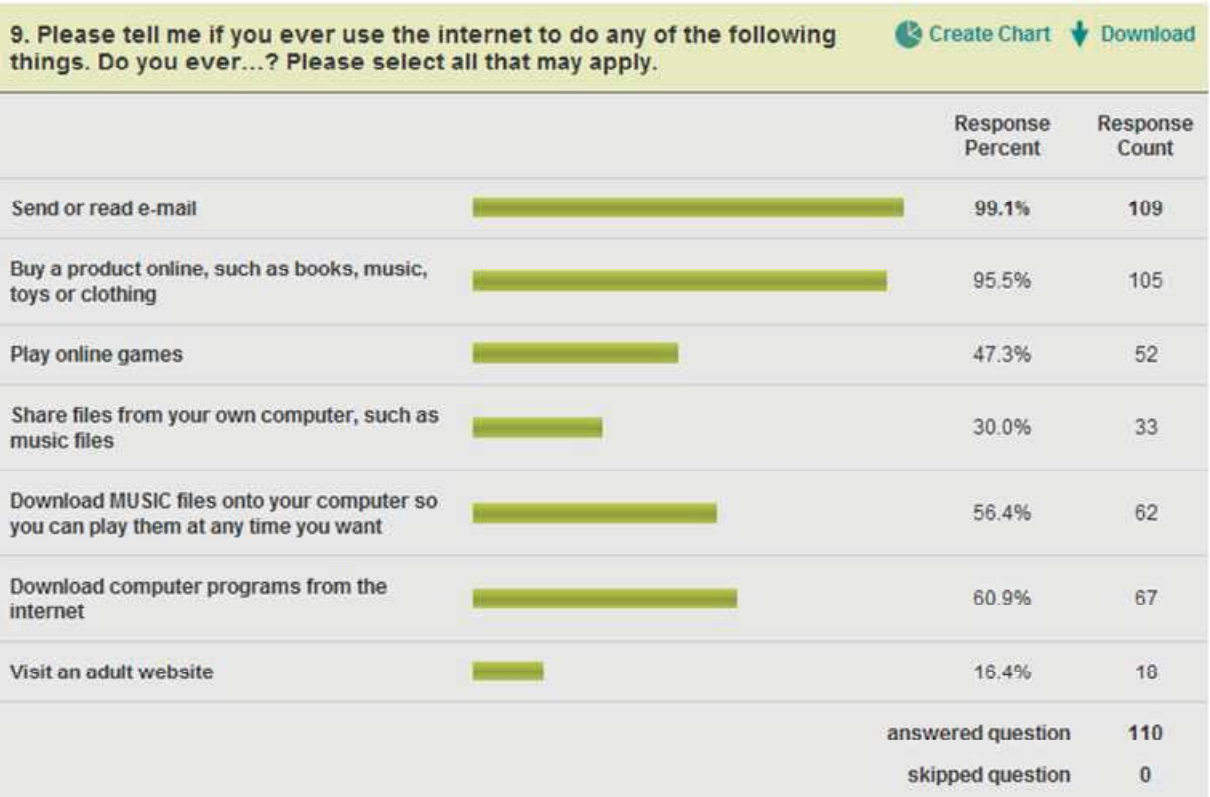 9. Please tell me if you ever use the internet to do any of the following
things. Do you ever...? Please select all that may apply.
Create Chart
Download
Response
Percent
Response
Count
Send or read e-mail
99.1%
109
Buy a product online, such as books, music,
toys or clothing
95.5%
105
Play online games
47.3%
52
Share files from your own computer, such as
music files
30.0%
33
Download MUSIC files onto your computer so
you can play them at any time you want
56.4%
62
Download computer programs from the
internet
60.9%
67
Visit an adult website
16.4%
18
answered question
110
skipped question
0